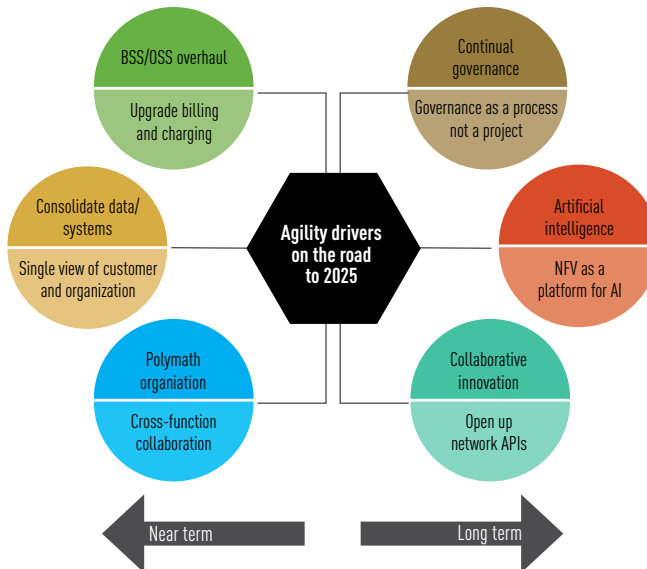 BSS/OSS overhaul
Upgrade billing
and charging
Continual
governance
Governance as a process
not a project
Consolidate data/
systems
Single view of customer
and organization
Agility drivers
on the road
to 2025
Artificial
intelligence
NFV as a
platform for AI
Polymath
organiation
Cross-function
collaboration
Collaborative
innovation
Open up
network APIs
Near term
Long term